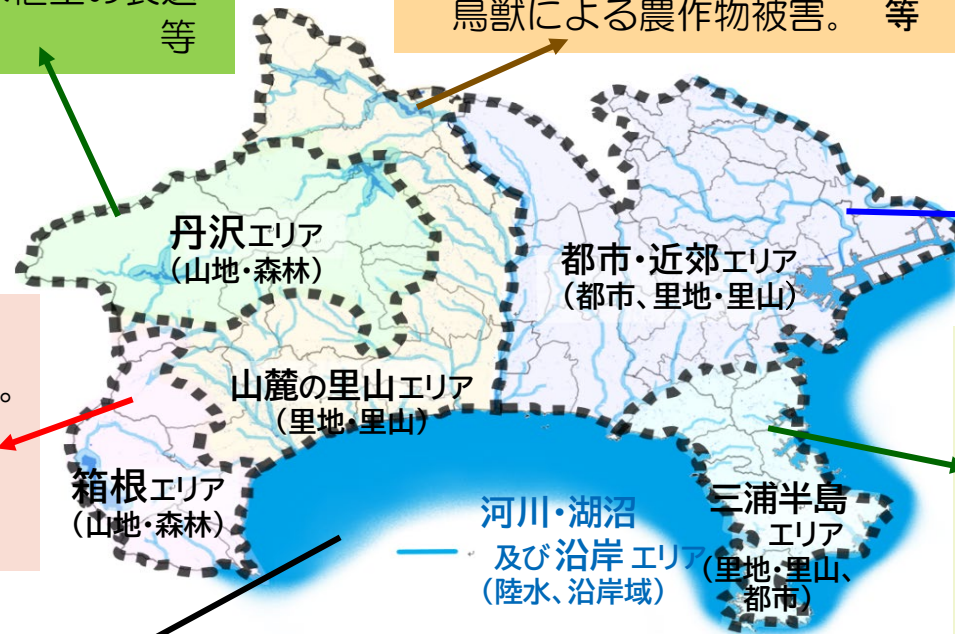 等
鳥獣による農作物被害。 等
丹沢エリア
(山地・森林)
都市・近郊エリア
(都市、里地・里山)
。
山麓の里山エリア
(里地・里山)
箱根エリア
(山地・森林)
河川・湖沼
及び 沿岸 エリア
(陸水、沿岸域)
三浦半島
エリア
(里地・里山、
都市)